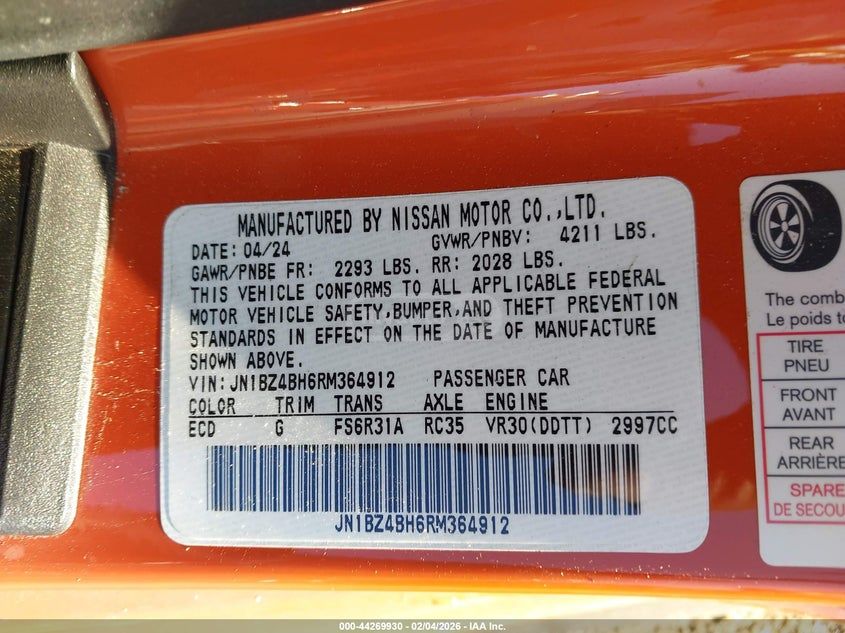 MANUFACTURED BY NISSAN MOTOR CO.,LTD.
DATE: 04/24 GVWR/PNBV: 4211 LBS.
GAWR/PNBE FR: 2293 LBS. RR: 2028 LBS.
THIS VEHICLE CONFORMS TO ALL APPLICABLE FEDERAL
MOTOR VEHICLE SAFETY,BUMPER,AND THEFT PREVENTION
STANDARDS IN EFFECT ON THE DATE OF MANUFACTURE
SHOWN ABOVE.
VIN:JN1BZ4BH6RM364912 PASSENGER CAR
COLOR TRIM TRANS AXLE ENGINE
ECD G FS6R31A RC35 VR30(DDTT) 2997CC
JN1BZ4BH6RM364912
The comb
Le poids to
TIRE
PNEU
FRONT
AVANT
REAR
ARRIÈRE
SPARE
DE SECOU
000-44269930 - 02/04/2026 - IAA Inc.